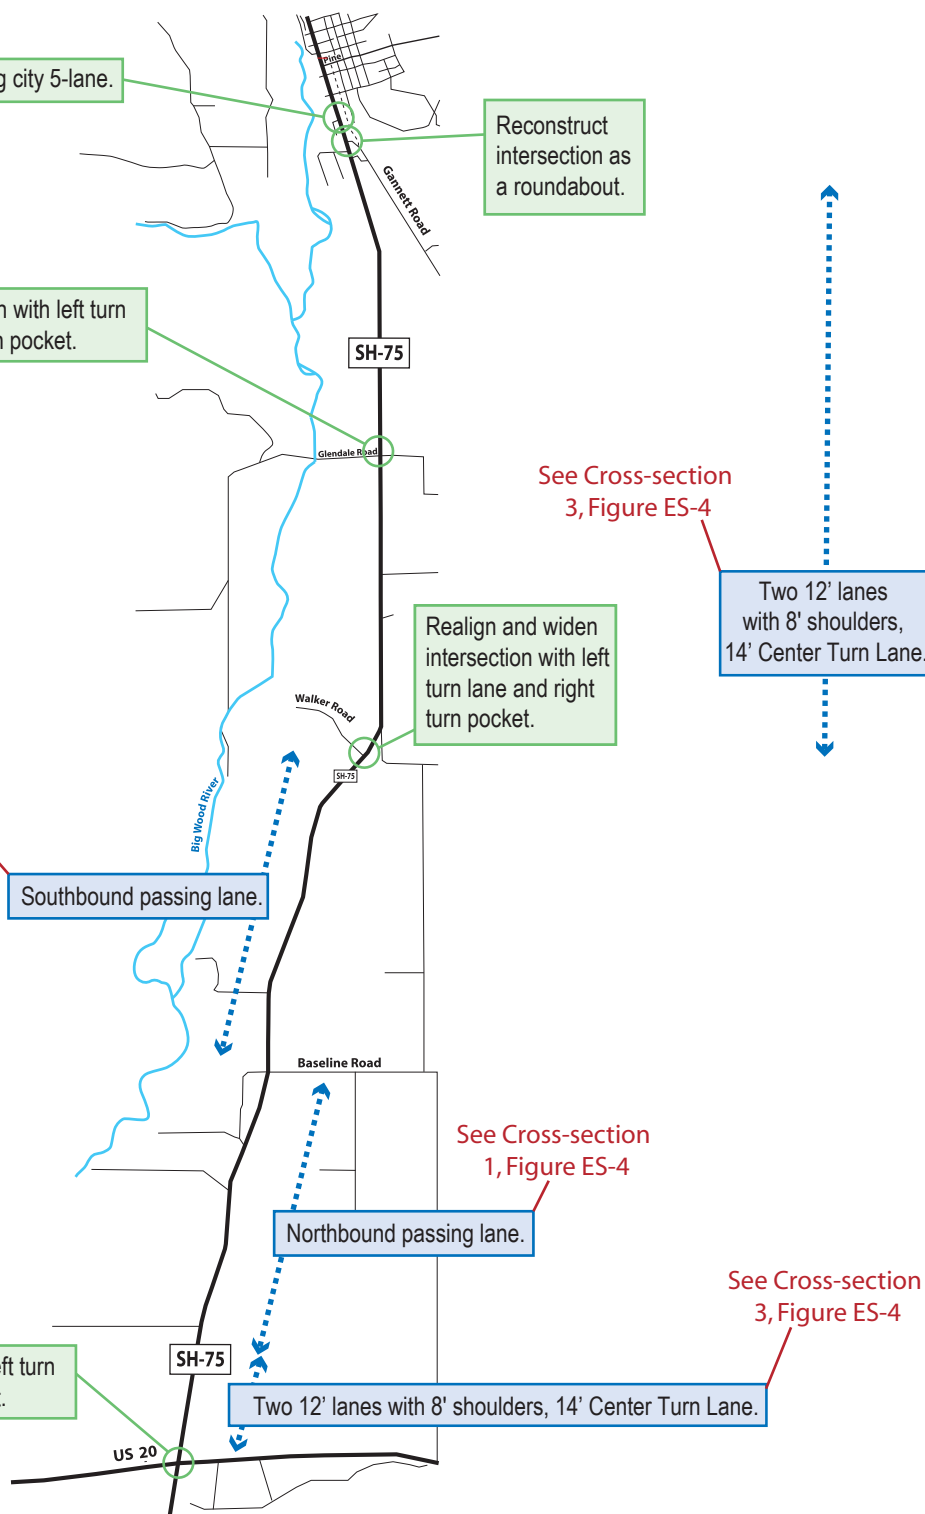 Pine
g city 5-lane.
Reconstruct
intersection as
a roundabout.
Gannett Road
n with left turn
n pocket.
SH-75
Glendale Road
See Cross-section
3, Figure ES-4
Two 12’ lanes
with 8' shoulders,
14’ Center Turn Lane.
Realign and widen
intersection with left
turn lane and right
turn pocket.
Walker Road
SH-75
Big Wood River
Southbound passing lane.
Baseline Road
See Cross-section
1, Figure ES-4
Northbound passing lane.
See Cross-section
3, Figure ES-4
SH-75
eft turn
t.
Two 12’ lanes with 8' shoulders, 14’ Center Turn Lane.
US 20